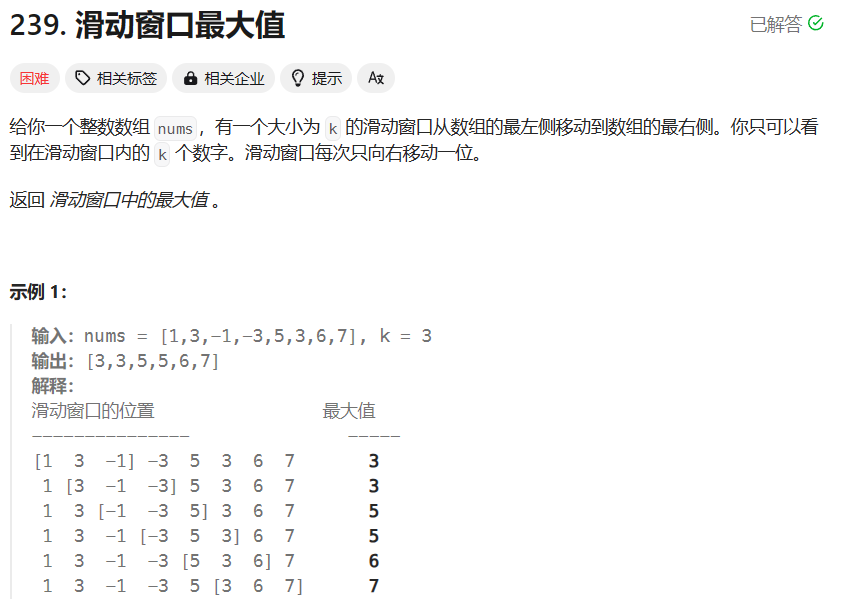 239. 滑动窗口最大值
已解答
困难 相关标签 相关企业 提示
给你一个整数数组 nums，有一个大小为 k 的滑动窗口从数组的最左侧移动到数组的最右侧。你只可以看
到在滑动窗口内的 k 个数字。滑动窗口每次只向右移动一位。
返回 滑动窗口中的最大值 。
示例 1：
输入：nums = [1,3,-1,-3,5,3,6,7], k = 3
输出：[3,3,5,5,6,7]
解释：
滑动窗口的位置 最大值
--------------- -----
[1 3 -1] -3 5 3 6 7 3
1 [3 -1 -3] 5 3 6 7 3
1 3 [-1 -3 5] 3 6 7 5
1 3 -1 [-3 5 3] 6 7 5
1 3 -1 -3 [5 3 6] 7 6
1 3 -1 -3 5 [3 6 7] 7